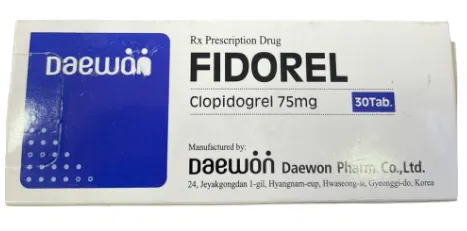 Daewon
Rx Prescription Drug
FIDOREL
Clopidogrel 75mg 30Tab.
Manufactured by:
Daewon Daewon Pharm. Co., Ltd.
24, Jeyakgongdan 1-gil, Hyangnam-eup, Hwaseong-si, Gyeonggi-do, Korea